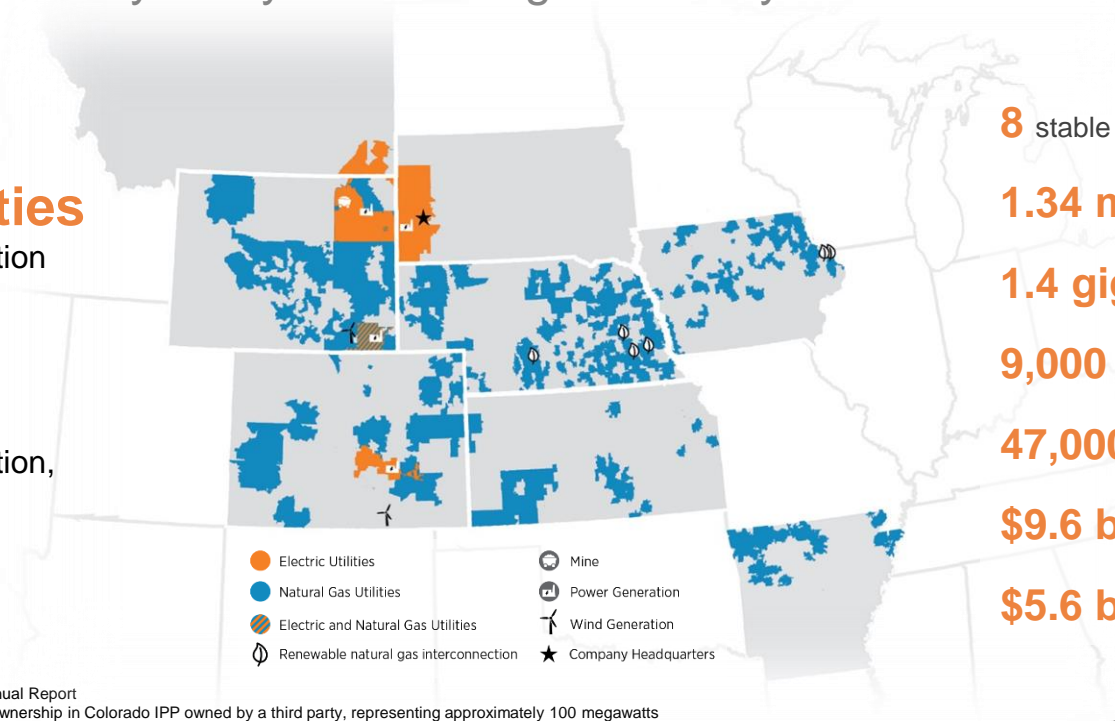 ties
tion
tion,
8 stable
1.34 m
1.4 gig
9,000
47,000
$9.6 b
$5.6 b
Electric Utilities
Natural Gas Utilities
Electric and Natural Gas Utilities
Renewable natural gas interconnection
Mine
Power Generation
Wind Generation
Company Headquarters
nual Report
wnership in Colorado IPP owned by a third party, representing approximately 100 megawatts